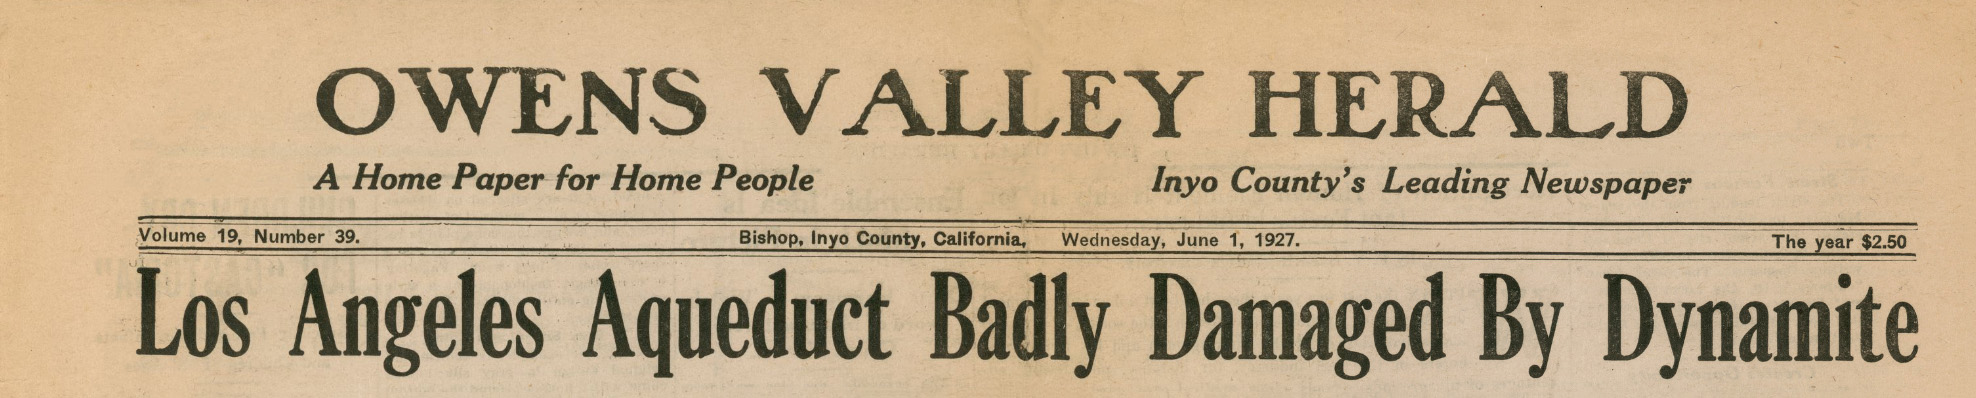 OWENS VALLEY HERALD
A Home Paper for Home People Inyo County's Leading Newspaper
Volume 19, Number 39. Bishop, Inyo County, California, Wednesday, June 1, 1927. The year $2.50
Los Angeles Aqueduct Badly Damaged By Dynamite